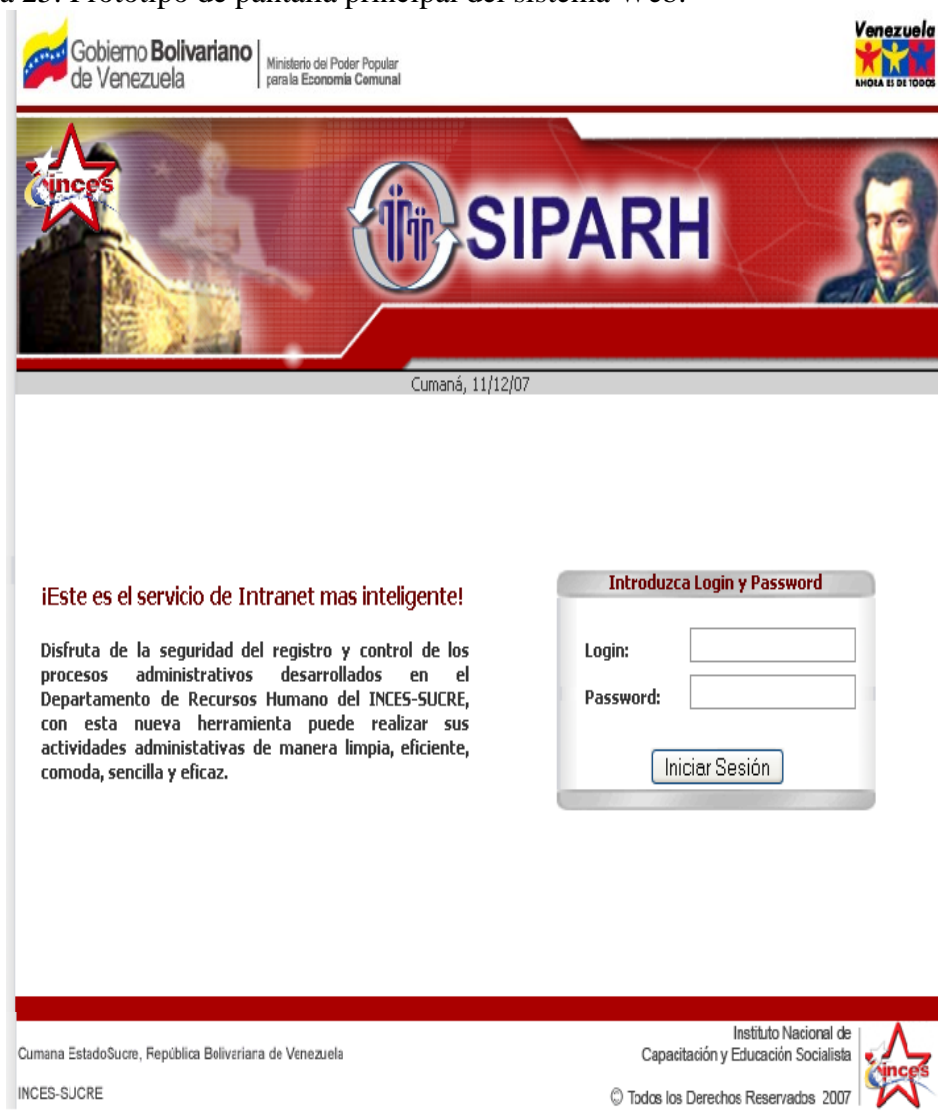 a 25. Prototipo de pantalla principal del sistema Web.
Gobierno Bolivariano
de Venezuela
Ministerio del Poder Popular
para la Economía Comunal
Venezuela
AHORA ES DE TODOS
inces
SIPARH
Cumaná, 11/12/07
¡Este es el servicio de Intranet mas inteligente!
Disfruta de la seguridad del registro y control de los
procesos administrativos desarrollados en el
Departamento de Recursos Humano del INCES-SUCRE,
con esta nueva herramienta puede realizar sus
actividades administativas de manera limpia, eficiente,
comoda, sencilla y eficaz.
Introduzca Login y Password
Login:
Password:
Iniciar Sesión
Cumana EstadoSucre, República Bolivariana de Venezuela
INCES-SUCRE
Instituto Nacional de
Capacitación y Educación Socialista
© Todos los Derechos Reservados 2007
inces